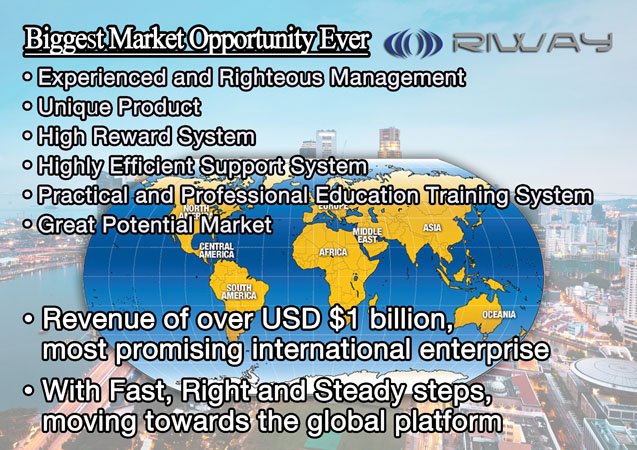 Biggest Market Opportunity Ever
RIWAY
• Experienced and Righteous Management
• Unique Product
• High Reward System
• Highly Efficient Support System
• Practical and Professional Education Training System
• Great Potential Market
NORTH AMERICA
EUROPE
ASIA
MIDDLE EAST
CENTRAL AMERICA
AFRICA
SOUTH AMERICA
OCEANIA
• Revenue of over USD $1 billion,
most promising international enterprise
• With Fast, Right and Steady steps,
moving towards the global platform